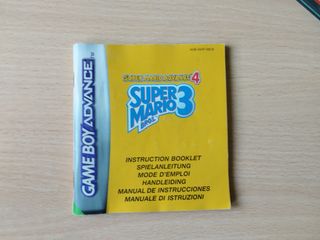 GAME BOY ADVANCE
SUPER MARIO ADVANCE 4
SUPER
MARIO
BROS. 3
INSTRUCTION BOOKLET
SPIELANLEITUNG
MODE D'EMPLOI
HANDLEIDING
MANUAL DE INSTRUCCIONES
MANUALE DI ISTRUZIONI